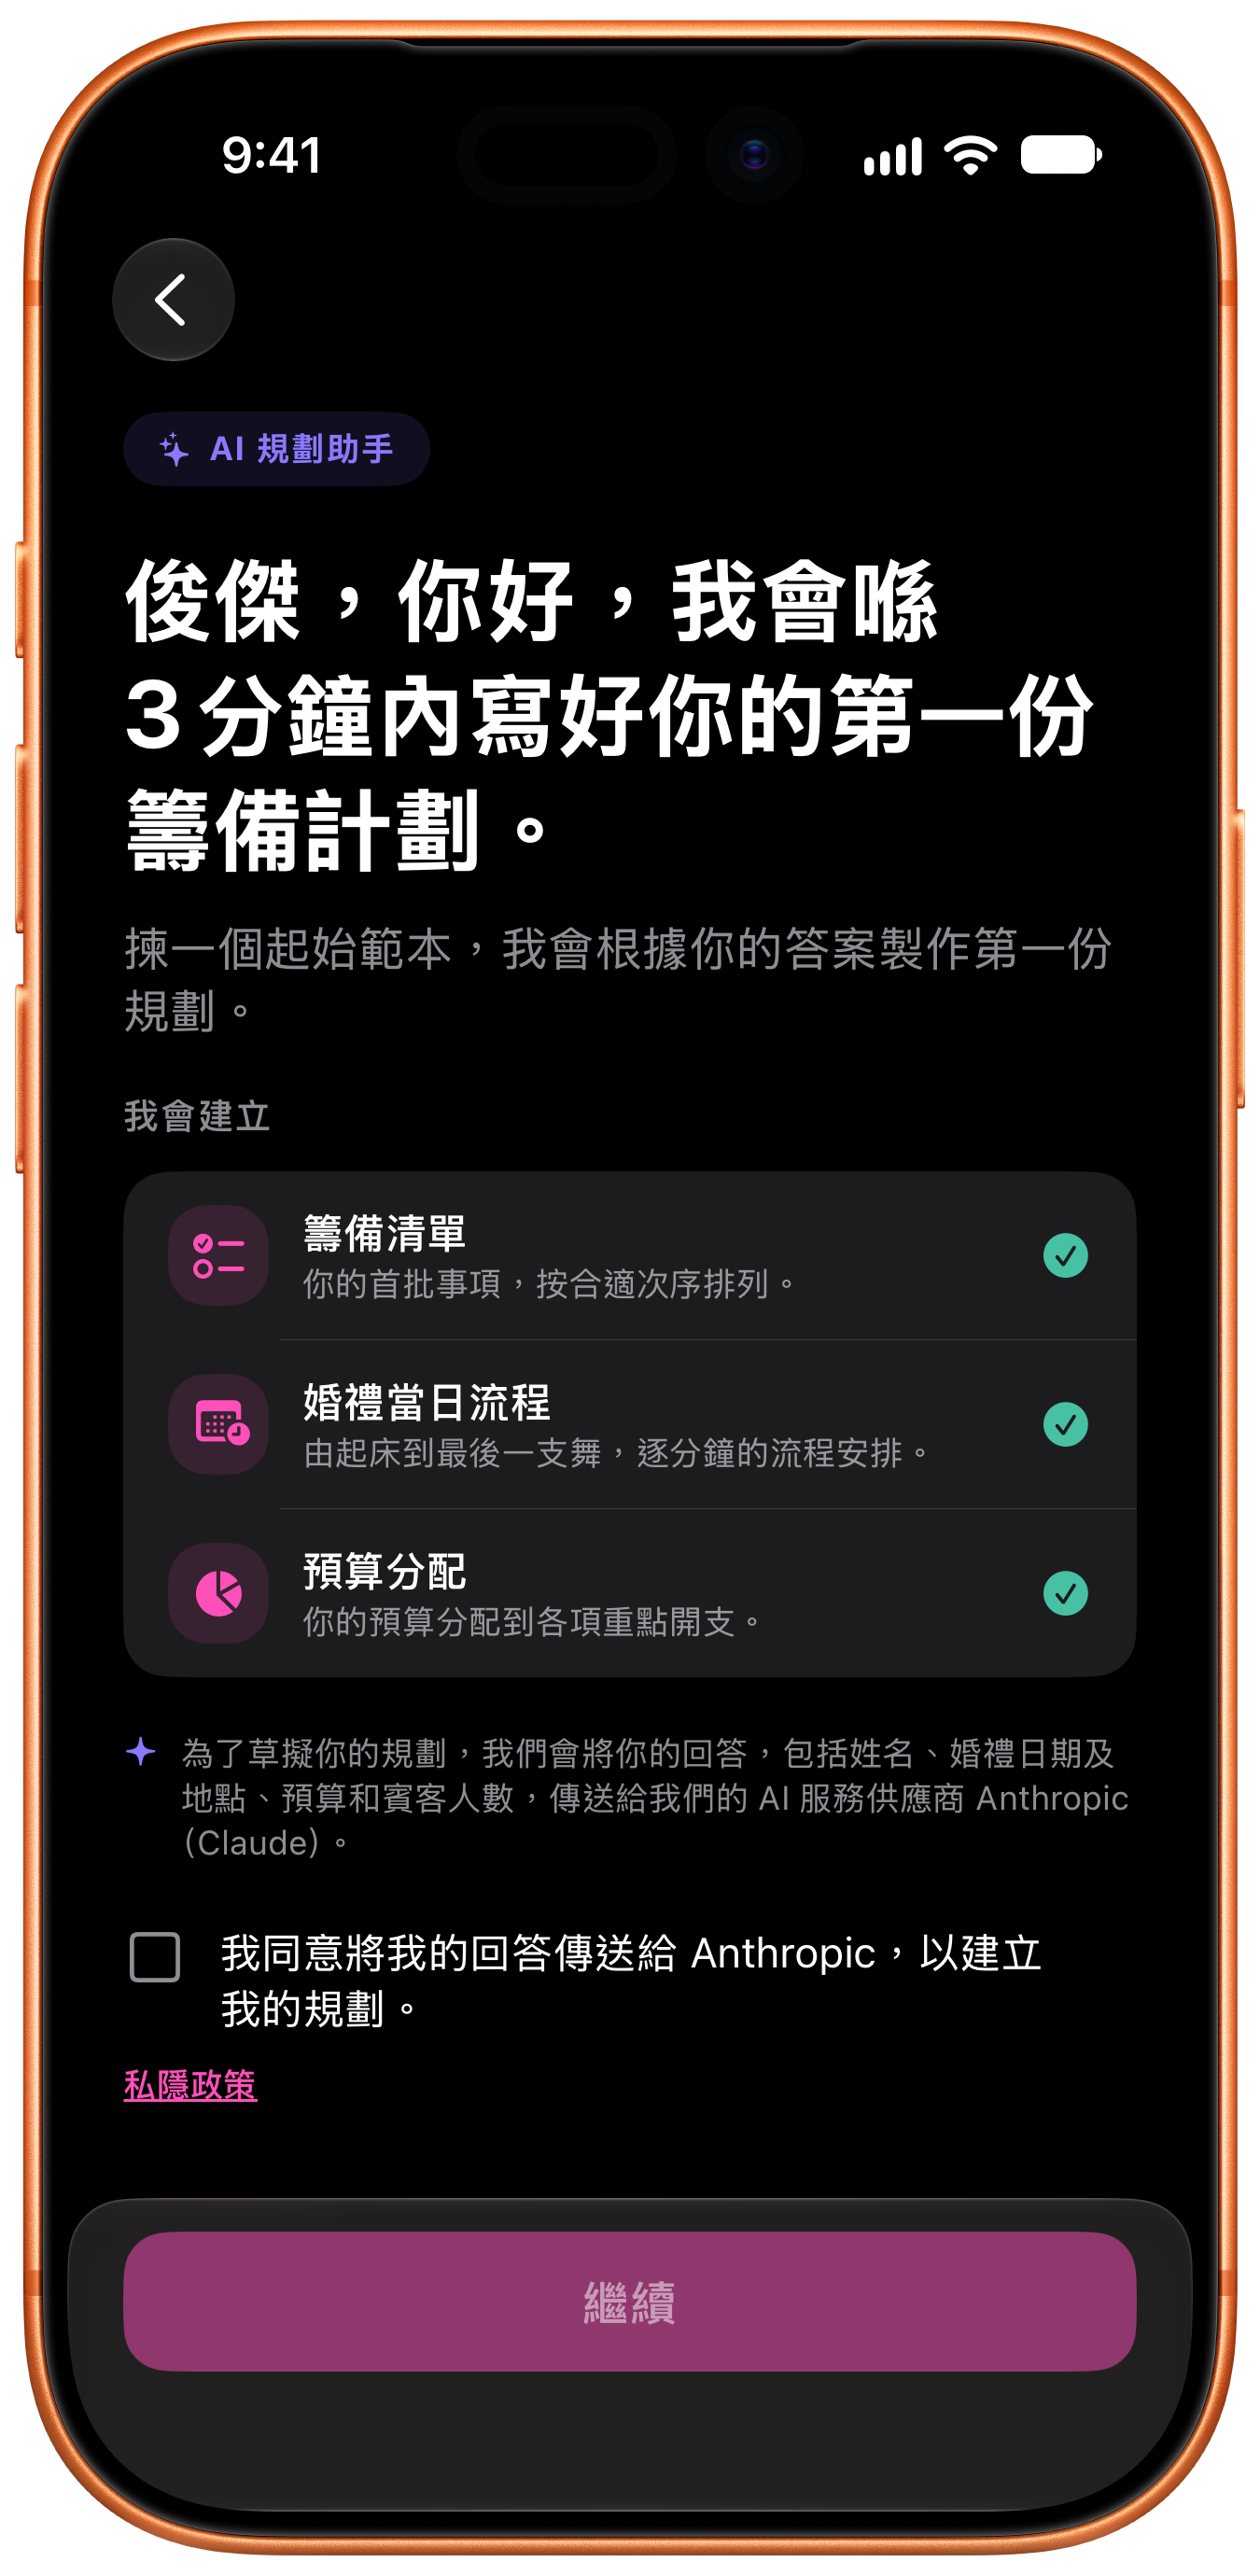 9:41
AI 規劃助手
俊傑，你好，我會喺
3 分鐘內寫好你的第一份
籌備計劃。
揀一個起始範本，我會根據你的答案製作第一份
規劃。
我會建立
籌備清單
你的首批事項，按合適次序排列。
婚禮當日流程
由起床到最後一支舞，逐分鐘的流程安排。
預算分配
你的預算分配到各項重點開支。
為了草擬你的規劃，我們會將你的回答，包括姓名、婚禮日期及
地點、預算和賓客人數，傳送給我們的 AI 服務供應商 Anthropic
(Claude)。
我同意將我的回答傳送給 Anthropic，以建立
我的規劃。
私隱政策
繼續